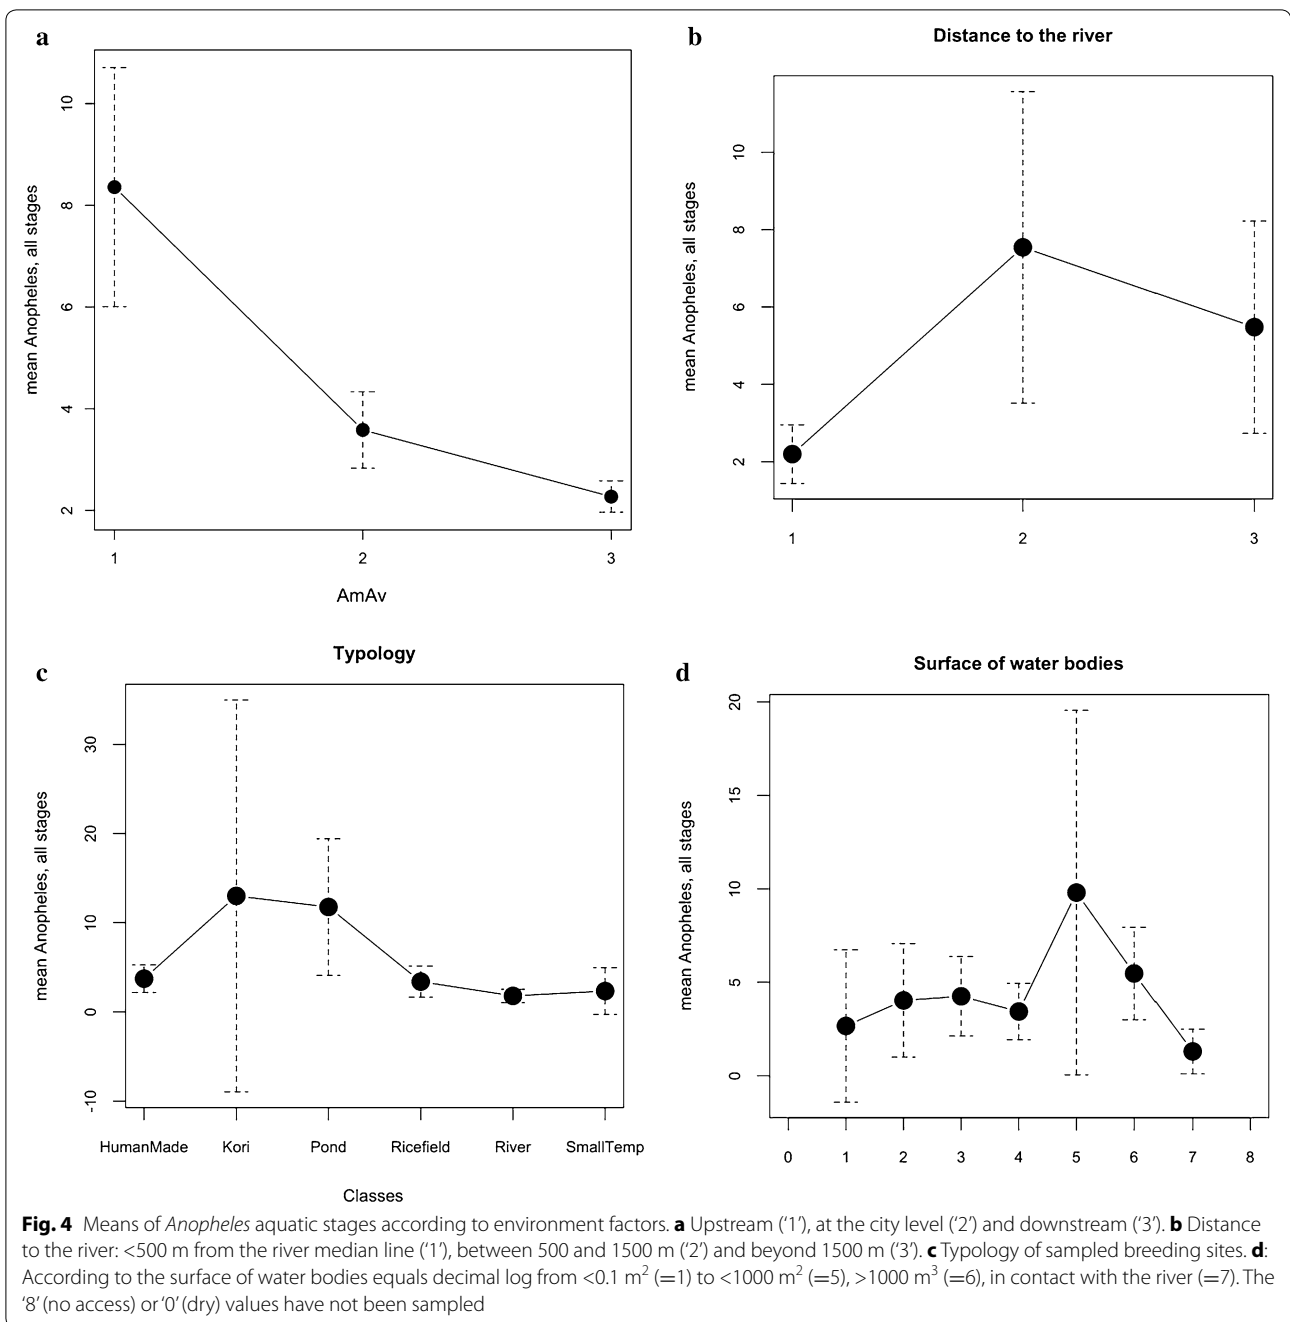 a
10
8
6
4
2
mean Anopheles, all stages
1 2 3
AmAv
b
Distance to the river
10
8
6
4
2
mean Anopheles, all stages
1 2 3
c
Typology
30
20
10
0
-10
mean Anopheles, all stages
HumanMade Kori Pond Ricefield River SmallTemp
Classes
d
Surface of water bodies
20
15
10
5
0
mean Anopheles, all stages
0 1 2 3 4 5 6 7 8
Fig. 4 Means of Anopheles aquatic stages according to environment factors. a Upstream (‘1’), at the city level (‘2’) and downstream (‘3’). b Distance
to the river: <500 m from the river median line (‘1’), between 500 and 1500 m (‘2’) and beyond 1500 m (‘3’). c Typology of sampled breeding sites. d:
According to the surface of water bodies equals decimal log from <0.1 m² (=1) to <1000 m² (=5), >1000 m³ (=6), in contact with the river (=7). The
‘8’ (no access) or ‘0’ (dry) values have not been sampled